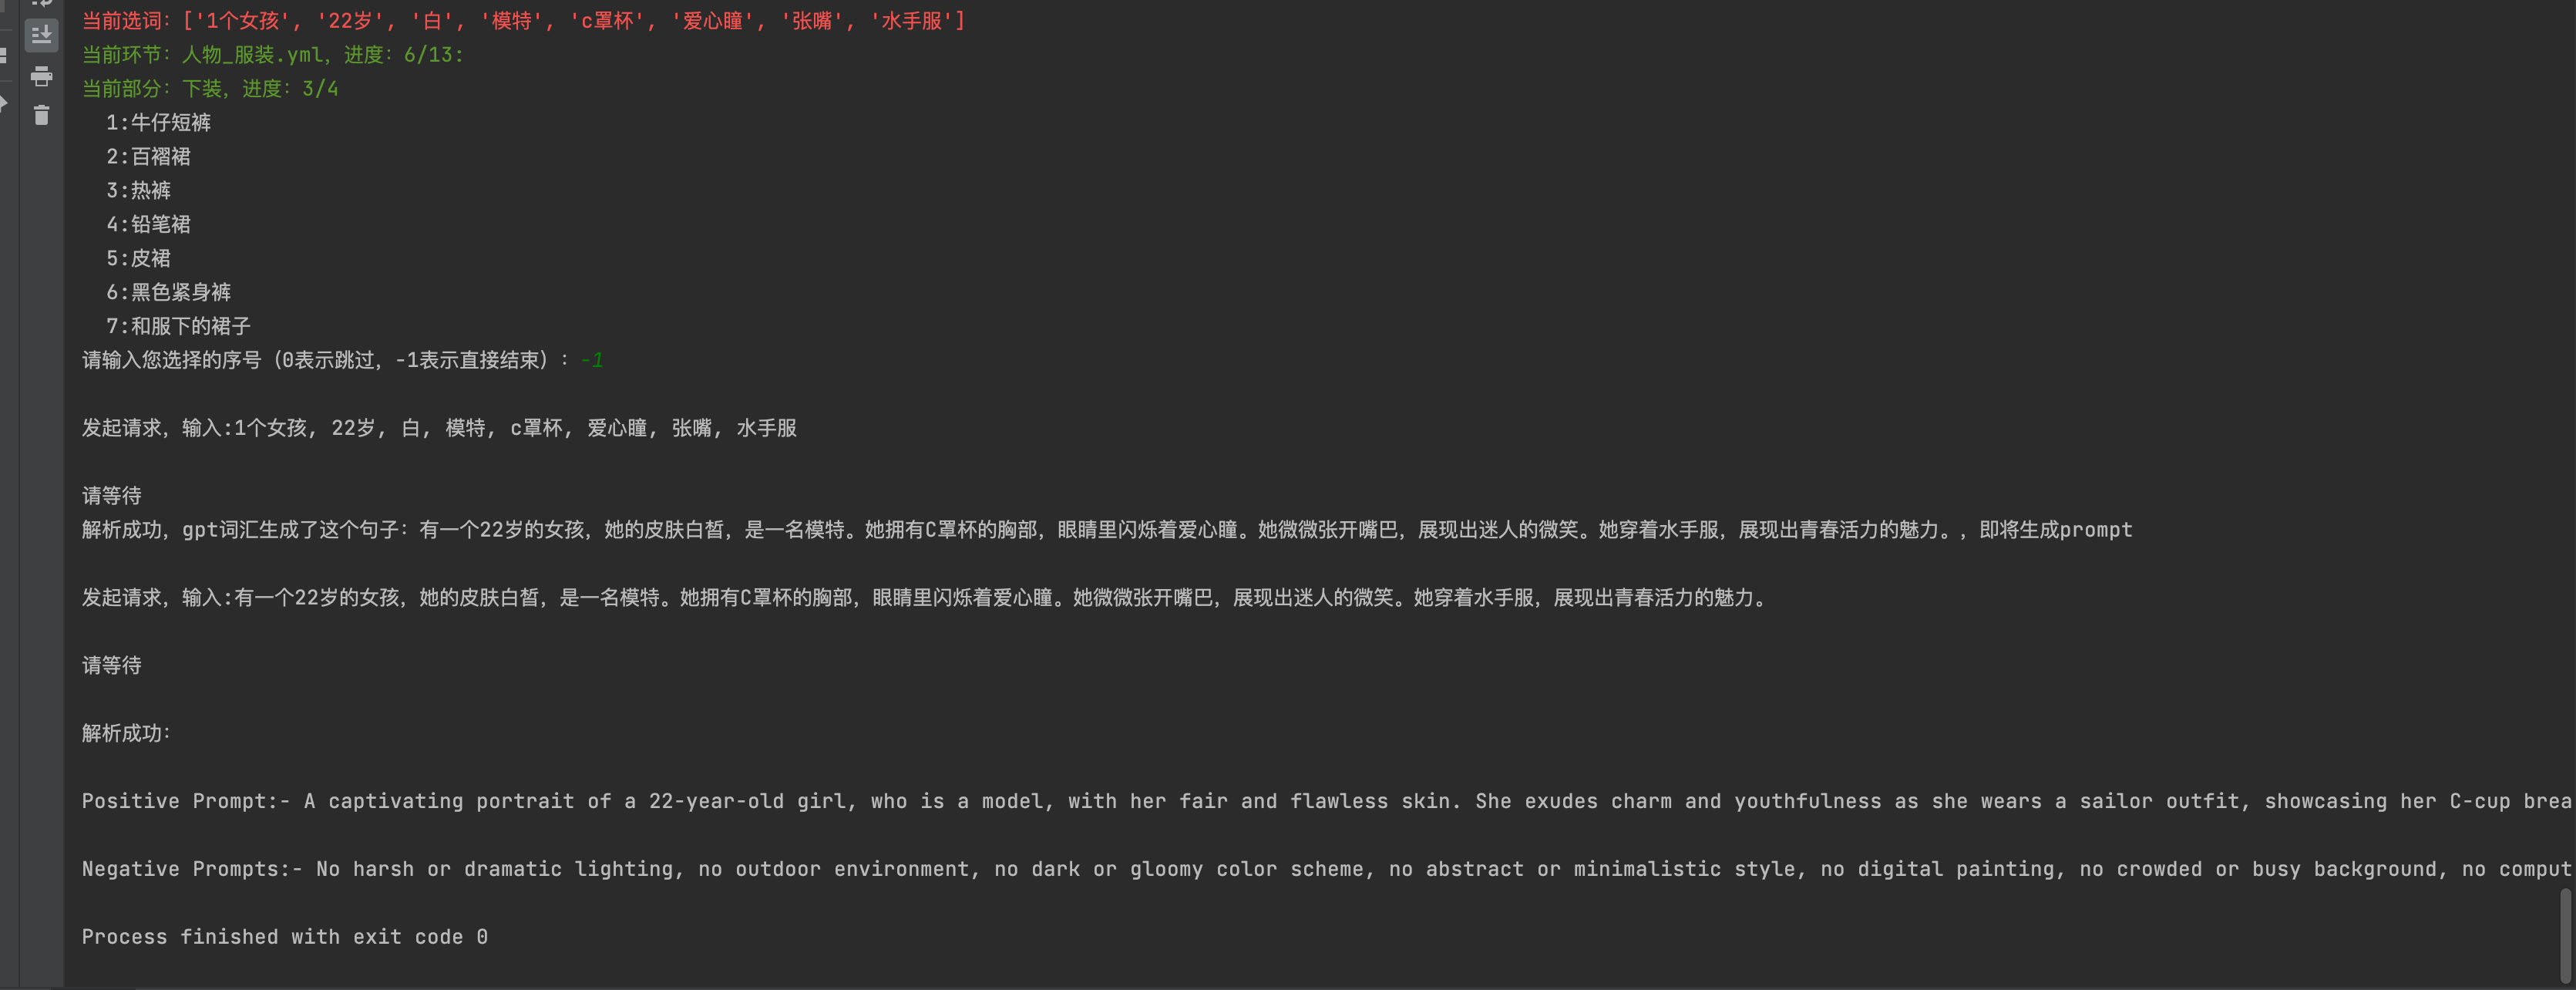 当前选词：['1个女孩', '22岁', '白', '模特', 'c罩杯', '爱心瞳', '张嘴', '水手服']
当前环节：人物_服装.yml，进度：6/13:
当前部分：下装，进度：3/4
1:牛仔短裤
2:百褶裙
3:热裤
4:铅笔裙
5:皮裙
6:黑色紧身裤
7:和服下的裙子
请输入您选择的序号（0表示跳过，-1表示直接结束）：-1
发起请求，输入:1个女孩, 22岁, 白, 模特, c罩杯, 爱心瞳, 张嘴, 水手服
请等待
解析成功，gpt词汇生成了这个句子：有一个22岁的女孩，她的皮肤白皙，是一名模特。她拥有C罩杯的胸部，眼睛里闪烁着爱心瞳。她微微张开嘴巴，展现出迷人的微笑。她穿着水手服，展现出青春活力的魅力。，即将生成prompt
发起请求，输入:有一个22岁的女孩，她的皮肤白皙，是一名模特。她拥有C罩杯的胸部，眼睛里闪烁着爱心瞳。她微微张开嘴巴，展现出迷人的微笑。她穿着水手服，展现出青春活力的魅力。
请等待
解析成功：
Positive Prompt:- A captivating portrait of a 22-year-old girl, who is a model, with her fair and flawless skin. She exudes charm and youthfulness as she wears a sailor outfit, showcasing her C-cup brea
Negative Prompts:- No harsh or dramatic lighting, no outdoor environment, no dark or gloomy color scheme, no abstract or minimalistic style, no digital painting, no crowded or busy background, no comput
Process finished with exit code 0